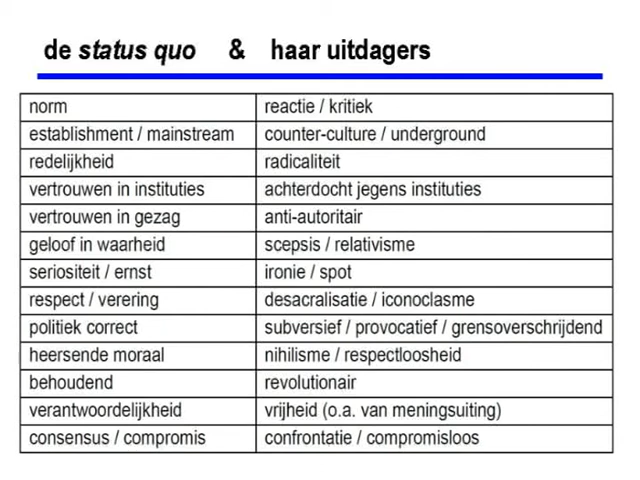 de status quo & haar uitdagers
norm reactie / kritiek
establishment / mainstream counter-culture / underground
redelijkheid radicaliteit
vertrouwen in instituties achterdocht jegens instituties
vertrouwen in gezag anti-autoritair
geloof in waarheid scepsis / relativisme
seriositeit / ernst ironie / spot
respect / verering desacralisatie / iconoclasme
politiek correct subversief / provocatief / grensoverschrijdend
heersende moraal nihilisme / respectloosheid
behoudend revolutionair
verantwoordelijkheid vrijheid (o.a. van meningsuiting)
consensus / compromis confrontatie / compromisloos